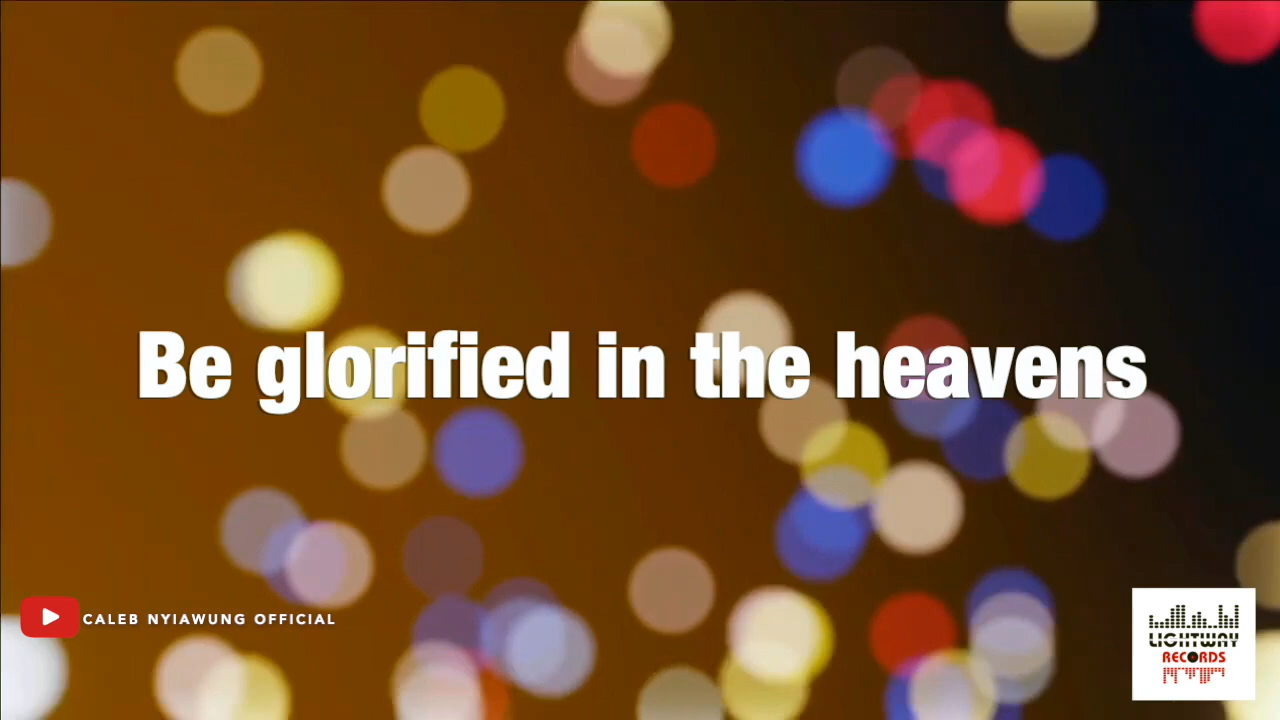 Be glorified in the heavens
CALEB NYIAWUNG OFFICIAL
LIGHTWAY
RECORDS